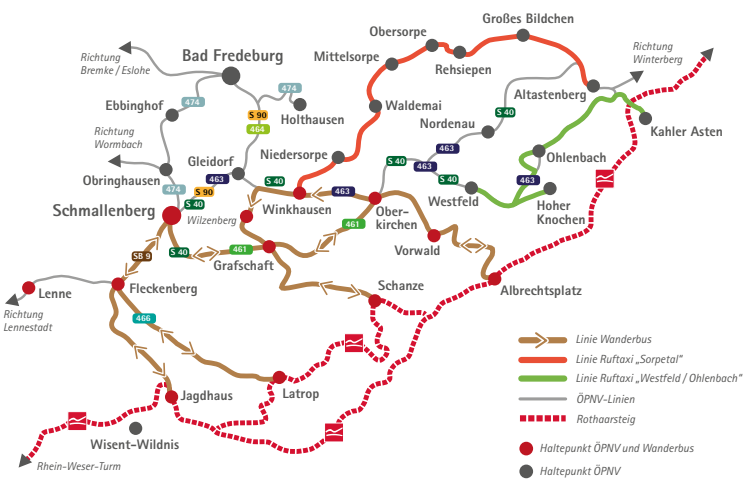 Großes Bildchen
Obersorpe
Mittelsorpe
Rehsiepen
Richtung
Winterberg
Richtung
Bremke / Eslohe
Bad Fredeburg
Altastenberg
474
474
Ebbinghof
S 90
464
Holthausen
Waldemai
S 40
Nordenau
Kahler Asten
Richtung
Wormbach
Gleidorf
Niedersorpe
463
S 40
463
Ohlenbach
Obringhausen
474
S 40
S 90
463
S 40
463
S 40
463
Westfeld
Hoher
Knochen
Schmallenberg
Wilzenberg
Winkhausen
Ober-
kirchen
461
Vorwald
SB 9
S 40
461
Grafschaft
Albrechtsplatz
Schanze
Lenne
Fleckenberg
Richtung
Lennestadt
466
Linie Wanderbus
Linie Ruftaxi „Sorpetal“
Linie Ruftaxi „Westfeld / Ohlenbach“
ÖPNV-Linien
Rothaarsteig
Jagdhaus
Latrop
Wisent-Wildnis
Haltepunkt ÖPNV und Wanderbus
Haltepunkt ÖPNV
Rhein-Weser-Turm